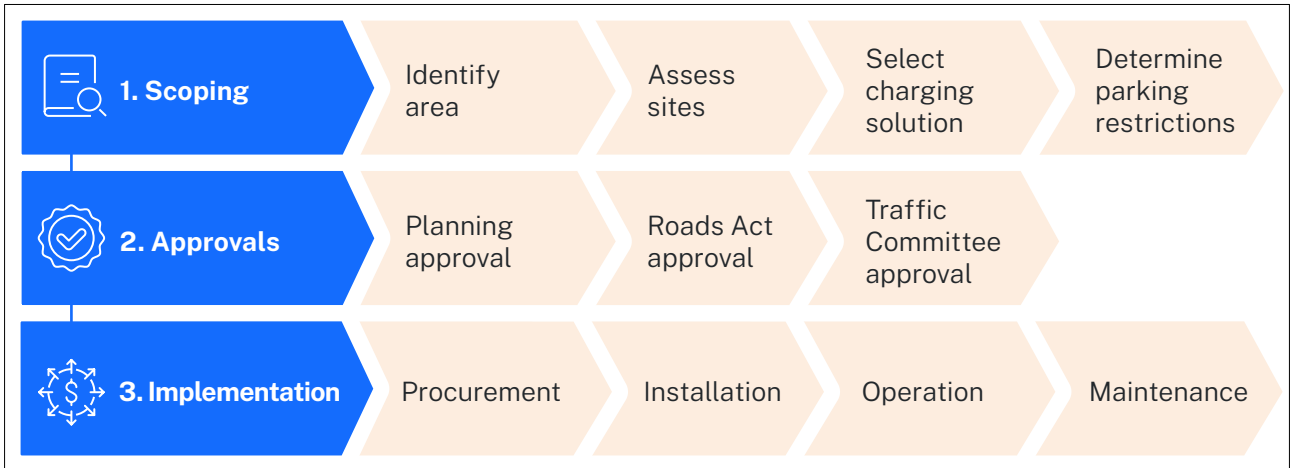 1. Scoping
Identify
area
Assess
sites
Select
charging
solution
Determine
parking
restrictions
2. Approvals
Planning
approval
Roads Act
approval
Traffic
Committee
approval
3. Implementation
Procurement
Installation
Operation
Maintenance